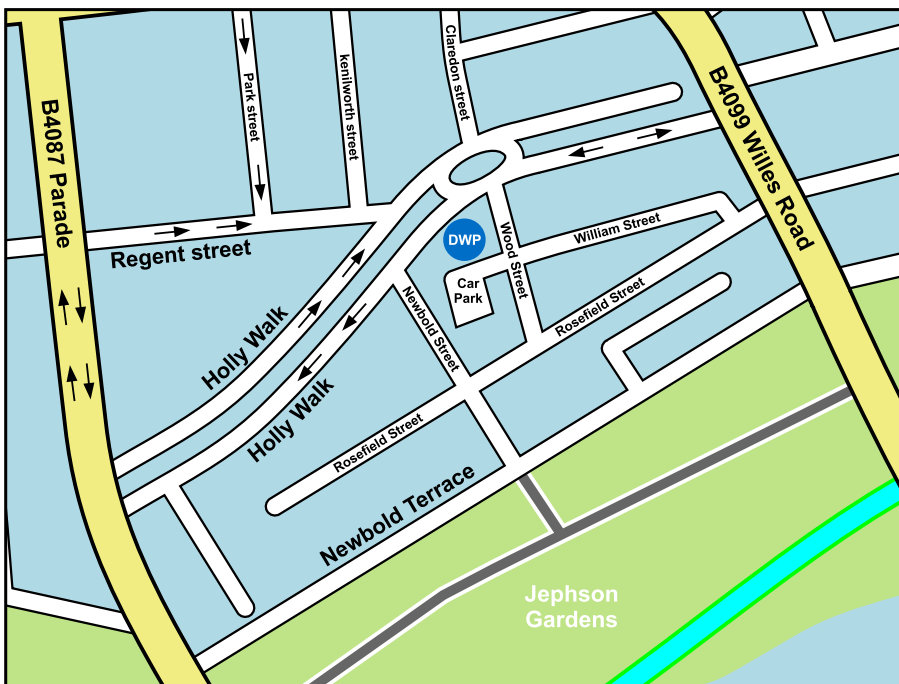 B4087 Parade
Park street
kenilworth street
Claredon street
B4099 Willes Road
Regent street
DWP
Wood Street
William Street
Car
Park
Newbold Street
Rosefield Street
Holly Walk
Holly Walk
Rosefield Street
Newbold Terrace
Jephson
Gardens